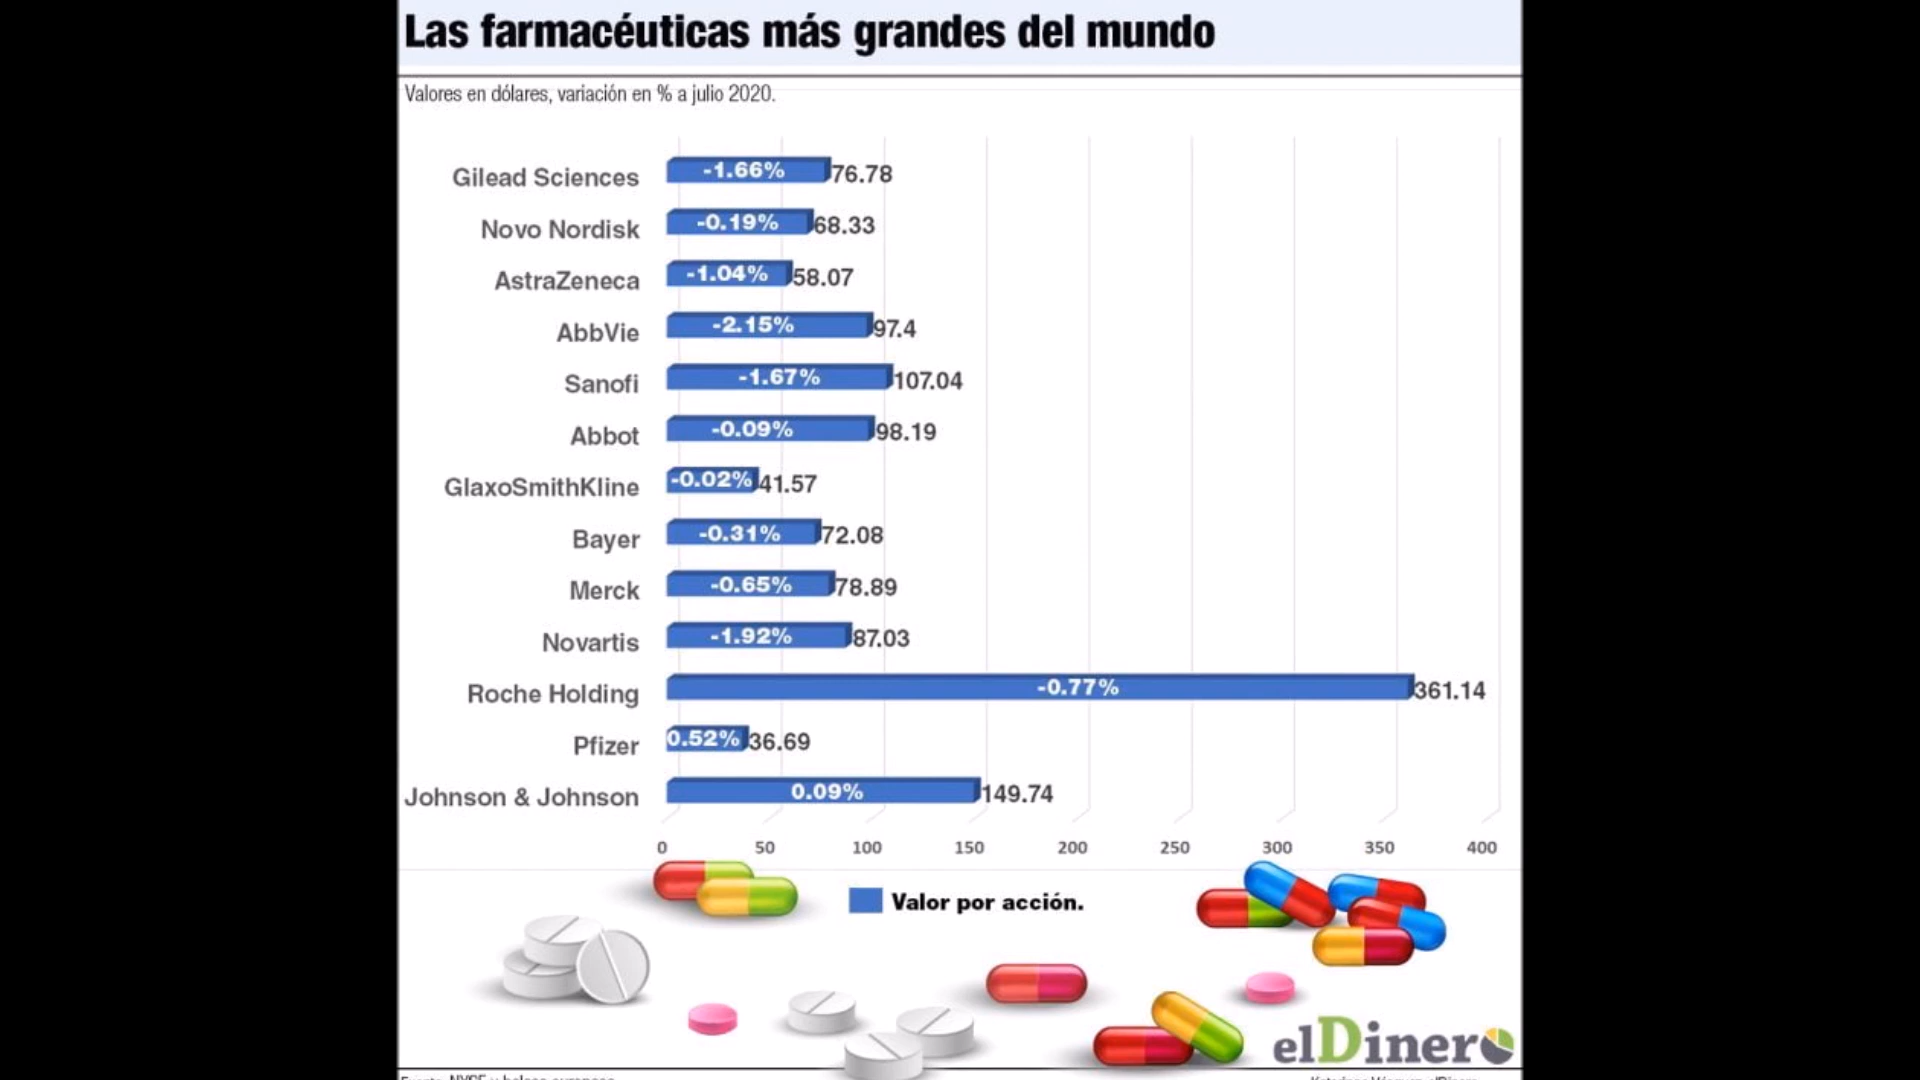 Las farmacéuticas más grandes del mundo
Valores en dólares, variación en % a julio 2020.
Gilead Sciences -1.66% 76.78
Novo Nordisk -0.19% 68.33
AstraZeneca -1.04% 58.07
AbbVie -2.15% 97.4
Sanofi -1.67% 107.04
Abbot -0.09% 98.19
GlaxoSmithKline -0.02% 41.57
Bayer -0.31% 72.08
Merck -0.65% 78.89
Novartis -1.92% 87.03
Roche Holding -0.77% 361.14
Pfizer 0.52% 36.69
Johnson & Johnson 0.09% 149.74
0 50 100 150 200 250 300 350 400
Valor por acción.
elDinero